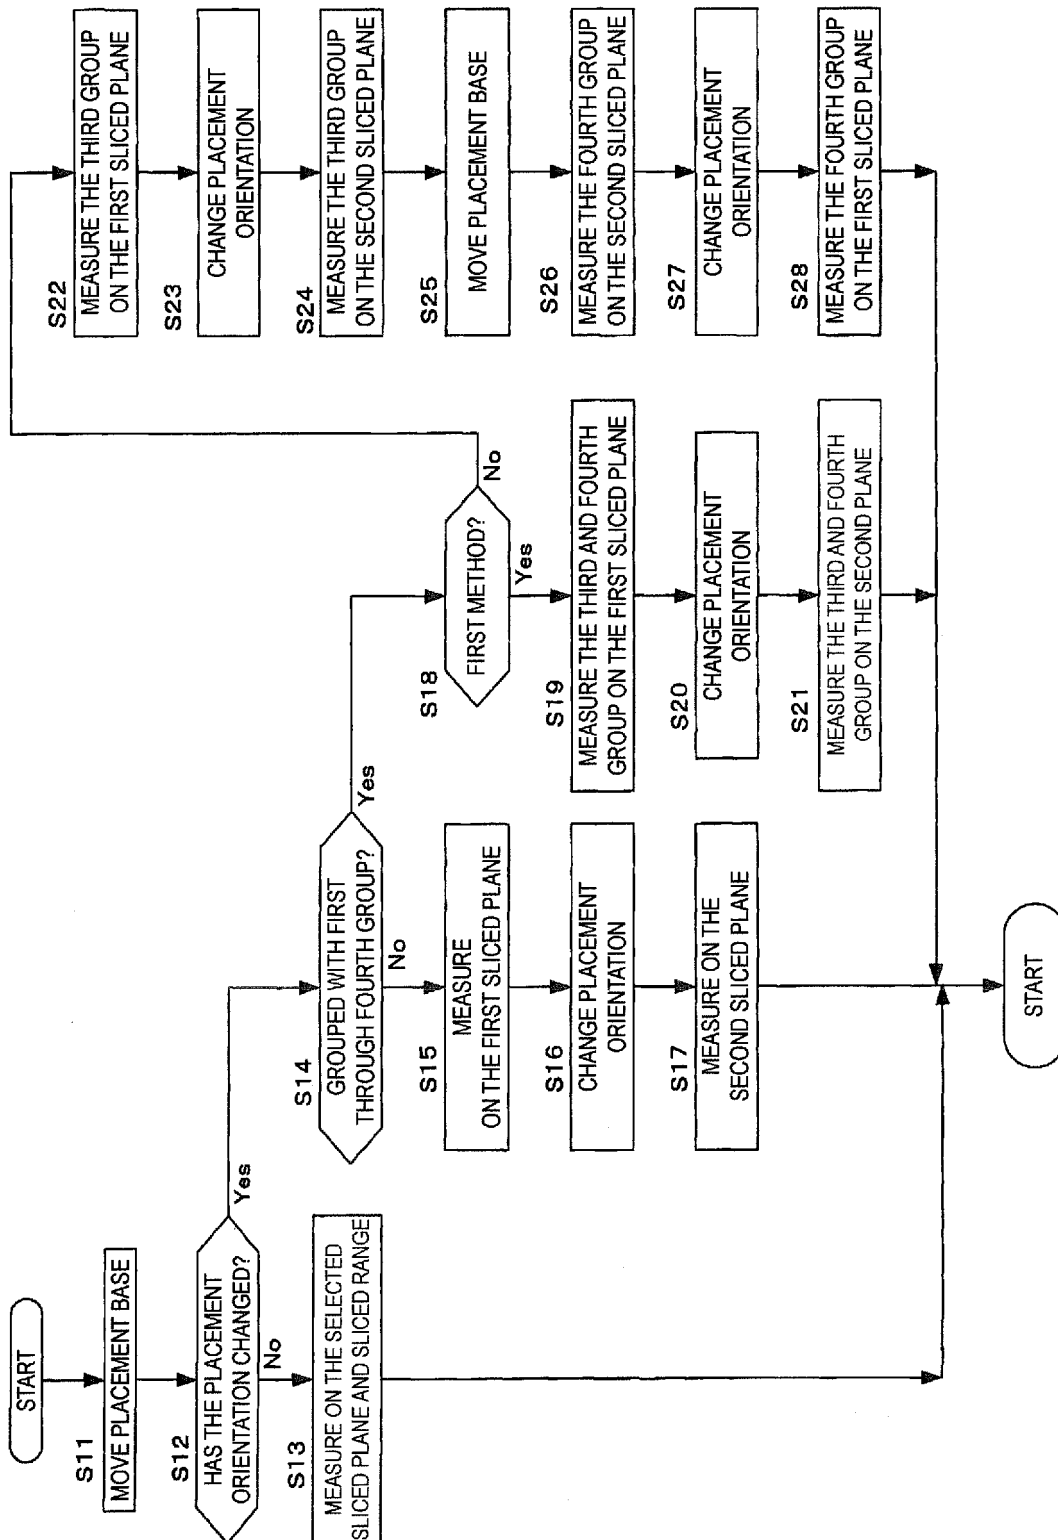 START
S11
MOVE PLACEMENT BASE
S12
HAS THE PLACEMENT
ORIENTATION CHANGED?
Yes
No
S13
MEASURE ON THE SELECTED
SLICED PLANE AND SLICED RANGE
S14
GROUPED WITH FIRST
THROUGH FOURTH GROUP?
Yes
No
S15
MEASURE
ON THE FIRST SLICED PLANE
S16
CHANGE PLACEMENT
ORIENTATION
S17
MEASURE ON THE
SECOND SLICED PLANE
S18
FIRST METHOD?
No
Yes
S19
MEASURE THE THIRD AND FOURTH
GROUP ON THE FIRST SLICED PLANE
S20
CHANGE PLACEMENT
ORIENTATION
S21
MEASURE THE THIRD AND FOURTH
GROUP ON THE SECOND PLANE
S22
MEASURE THE THIRD GROUP
ON THE FIRST SLICED PLANE
S23
CHANGE PLACEMENT
ORIENTATION
S24
MEASURE THE THIRD GROUP
ON THE SECOND SLICED PLANE
S25
MOVE PLACEMENT BASE
S26
MEASURE THE FOURTH GROUP
ON THE SECOND SLICED PLANE
S27
CHANGE PLACEMENT
ORIENTATION
S28
MEASURE THE FOURTH GROUP
ON THE FIRST SLICED PLANE
START